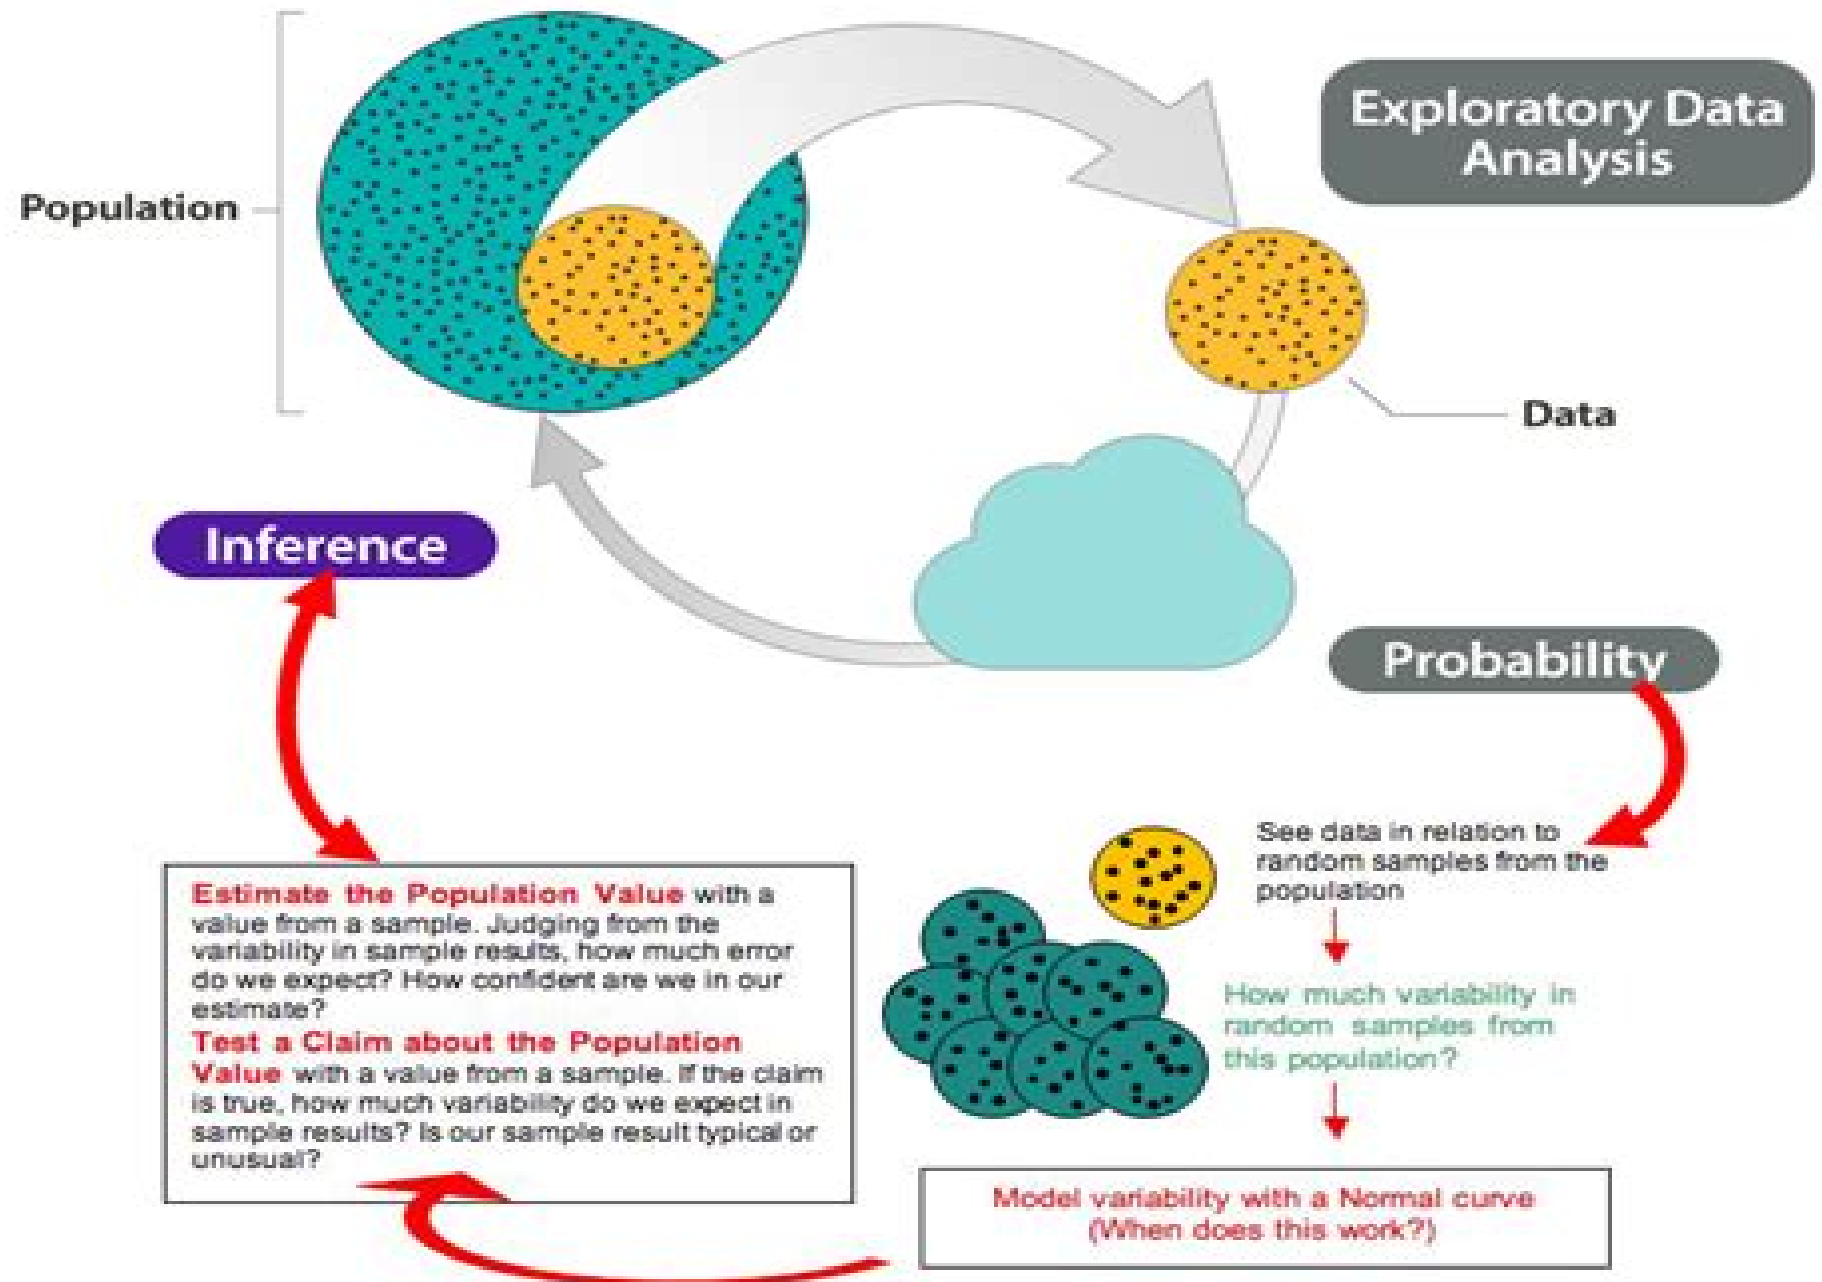 Population
Exploratory Data
Analysis
Data
Inference
Probability
See data in relation to
random samples from the
population
How much variability in
random samples from
this population?
Model variability with a Normal curve
(When does this work?)
Estimate the Population Value with a
value from a sample. Judging from the
variability in sample results, how much error
do we expect? How confident are we in our
estimate?
Test a Claim about the Population
Value with a value from a sample. If the claim
is true, how much variability do we expect in
sample results? Is our sample result typical or
unusual?